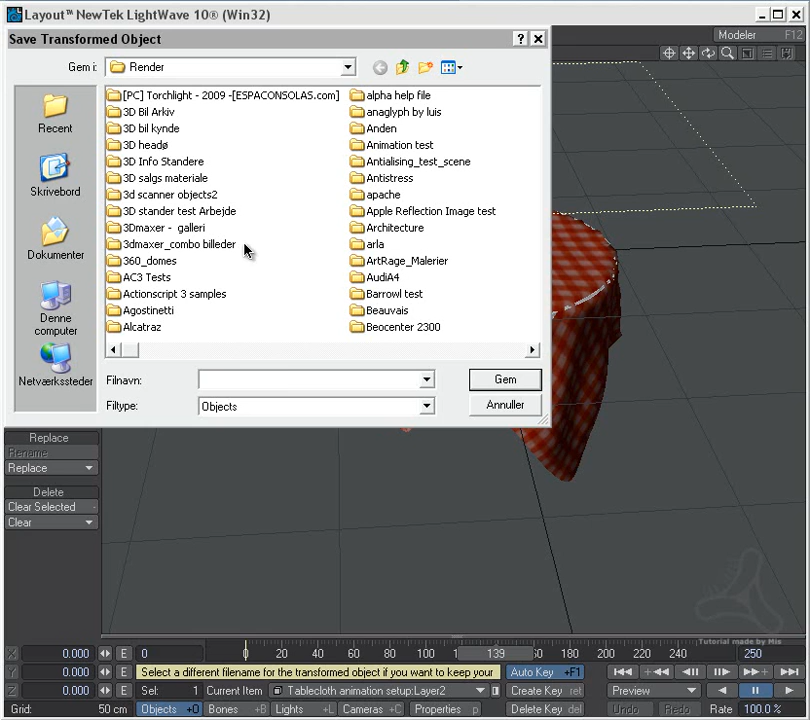 Layout™ NewTek LightWave 10® (Win32)
Save Transformed Object
Modeler F12
Gem i: Render
Recent
Skrivebord
Dokumenter
Denne
computer
Netværkssteder
[PC] Torchlight - 2009 -[ESPACONSOLAS.com]
3D Bil Arkiv
3D bil kynde
3D headø
3D Info Standere
3D salgs materiale
3d scanner objects2
3D stander test Arbejde
3Dmaxer - galleri
3dmaxer_combo billeder
360_domes
AC3 Tests
Actionscript 3 samples
Agostinetti
Alcatraz
alpha help file
anaglyph by luis
Anden
Animation test
Antialising_test_scene
Antistress
apache
Apple Reflection Image test
Architecture
arla
ArtRage_Malerier
AudiA4
Barrowl test
Beauvais
Beocenter 2300
Filnavn: Gem
Filtype: Objects Annuller
Replace
Rename
Replace
Delete
Clear Selected
Clear
Tutorial made by Mis
X 0.000 E 0 0 20 40 60 80 100 120 139 60 180 200 220 240 250
Y 0.000 E Select a different filename for the transformed object if you want to keep your Auto Key +F1
Z 0.000 E Sel: 1 Current Item Tablecloth animation setup:Layer2 Create Key ret Preview
Grid: 50 cm Objects +O Bones +B Lights +L Cameras +C Properties p Delete Key del Undo Redo Rate 100.0 %